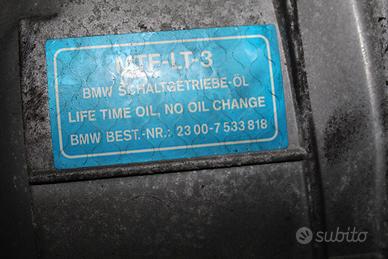 MTF-LT-3
BMW SCHALTGETRIEBE-ÖL
LIFE TIME OIL, NO OIL CHANGE
BMW BEST.-NR.: 23 00-7 533 818
subito